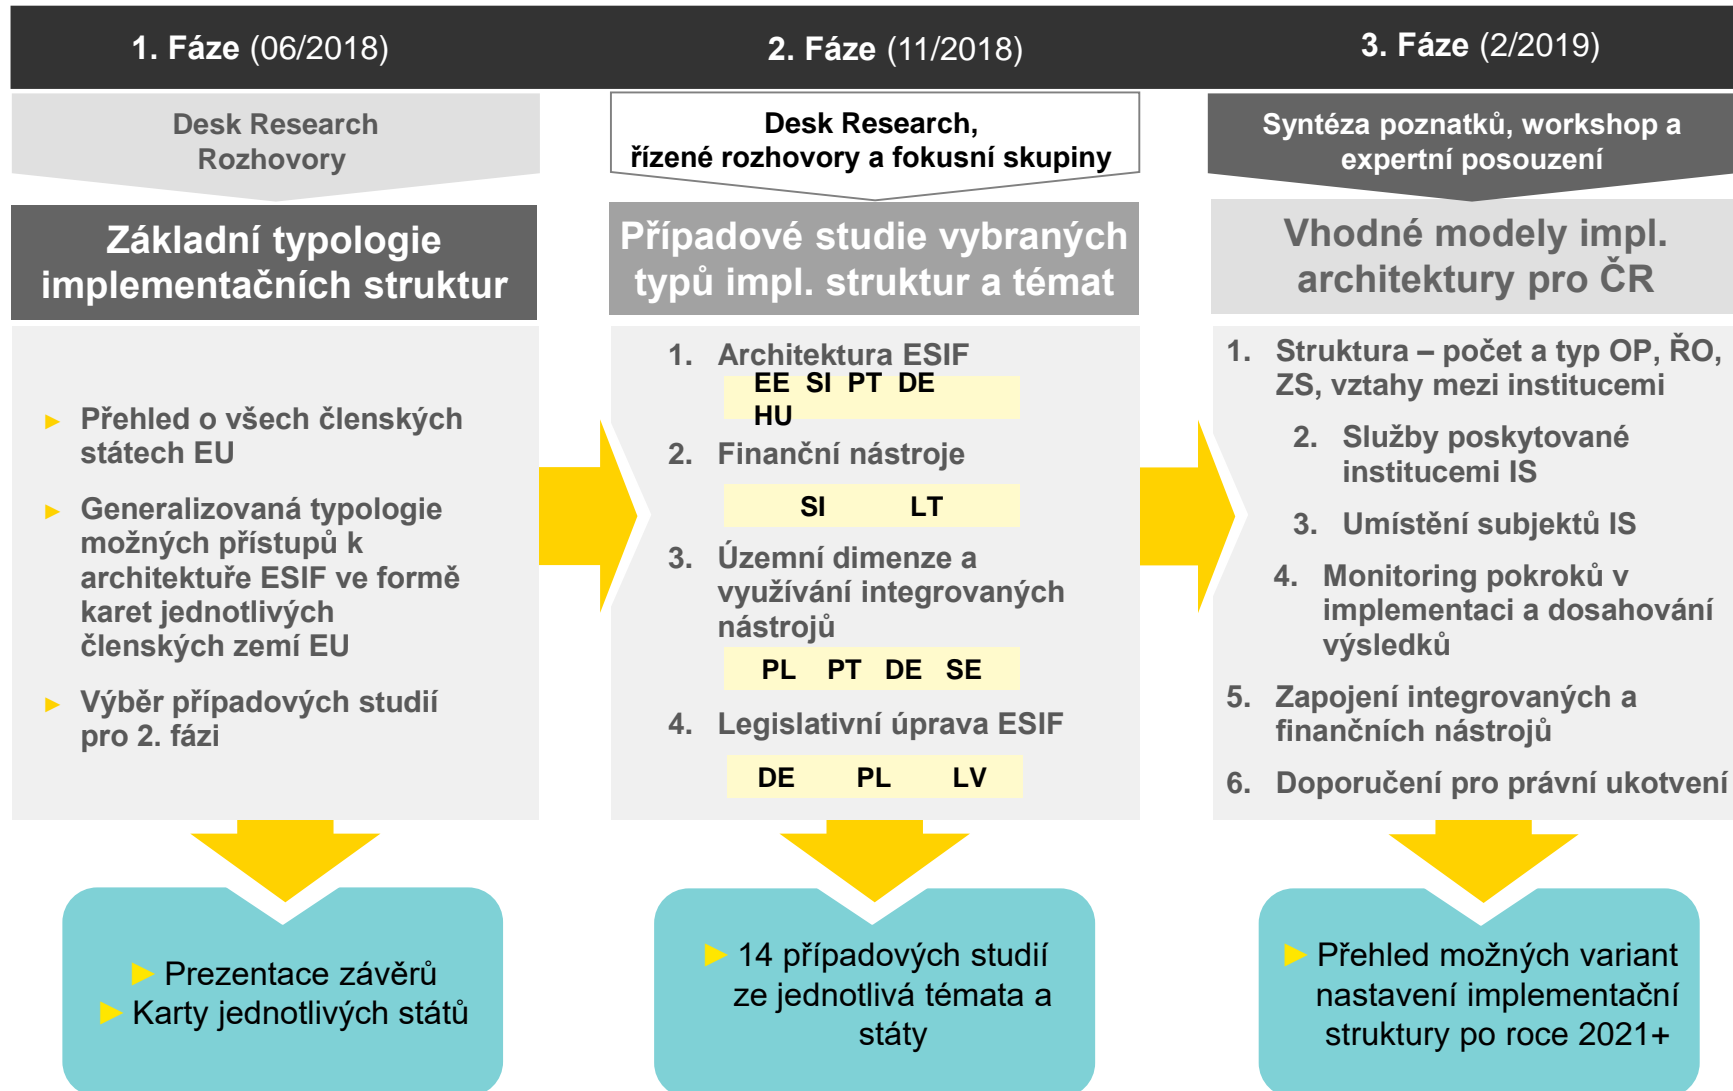 1. Fáze (06/2018)
Desk Research
Rozhovory
Základní typologie
implementačních struktur
► Přehled o všech členských
státech EU
► Generalizovaná typologie
možných přístupů k
architektuře ESIF ve formě
karet jednotlivých
členských zemí EU
► Výběr případových studií
pro 2. fázi
► Prezentace závěrů
► Karty jednotlivých států
2. Fáze (11/2018)
Desk Research,
řízené rozhovory a fokusní skupiny
Případové studie vybraných
typů impl. struktur a témat
1. Architektura ESIF
EE SI PT DE
HU
2. Finanční nástroje
SI LT
3. Územní dimenze a
využívání integrovaných
nástrojů
PL PT DE SE
4. Legislativní úprava ESIF
DE PL LV
► 14 případových studií
ze jednotlivá témata a
státy
3. Fáze (2/2019)
Syntéza poznatků, workshop a
expertní posouzení
Vhodné modely impl.
architektury pro ČR
1. Struktura – počet a typ OP, ŘO,
ZS, vztahy mezi institucemi
2. Služby poskytované
institucemi IS
3. Umístění subjektů IS
4. Monitoring pokroků v
implementaci a dosahování
výsledků
5. Zapojení integrovaných a
finančních nástrojů
6. Doporučení pro právní ukotvení
► Přehled možných variant
nastavení implementační
struktury po roce 2021+